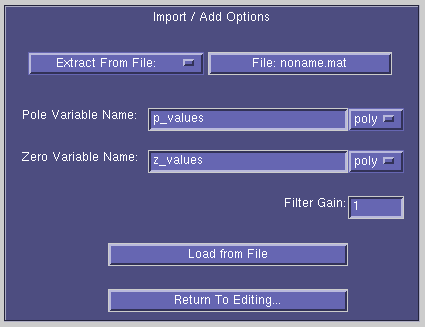 Import / Add Options
Extract From File: File: noname.mat
Pole Variable Name: p_values poly
Zero Variable Name: z_values poly
Filter Gain: 1
Load from File
Return To Editing...